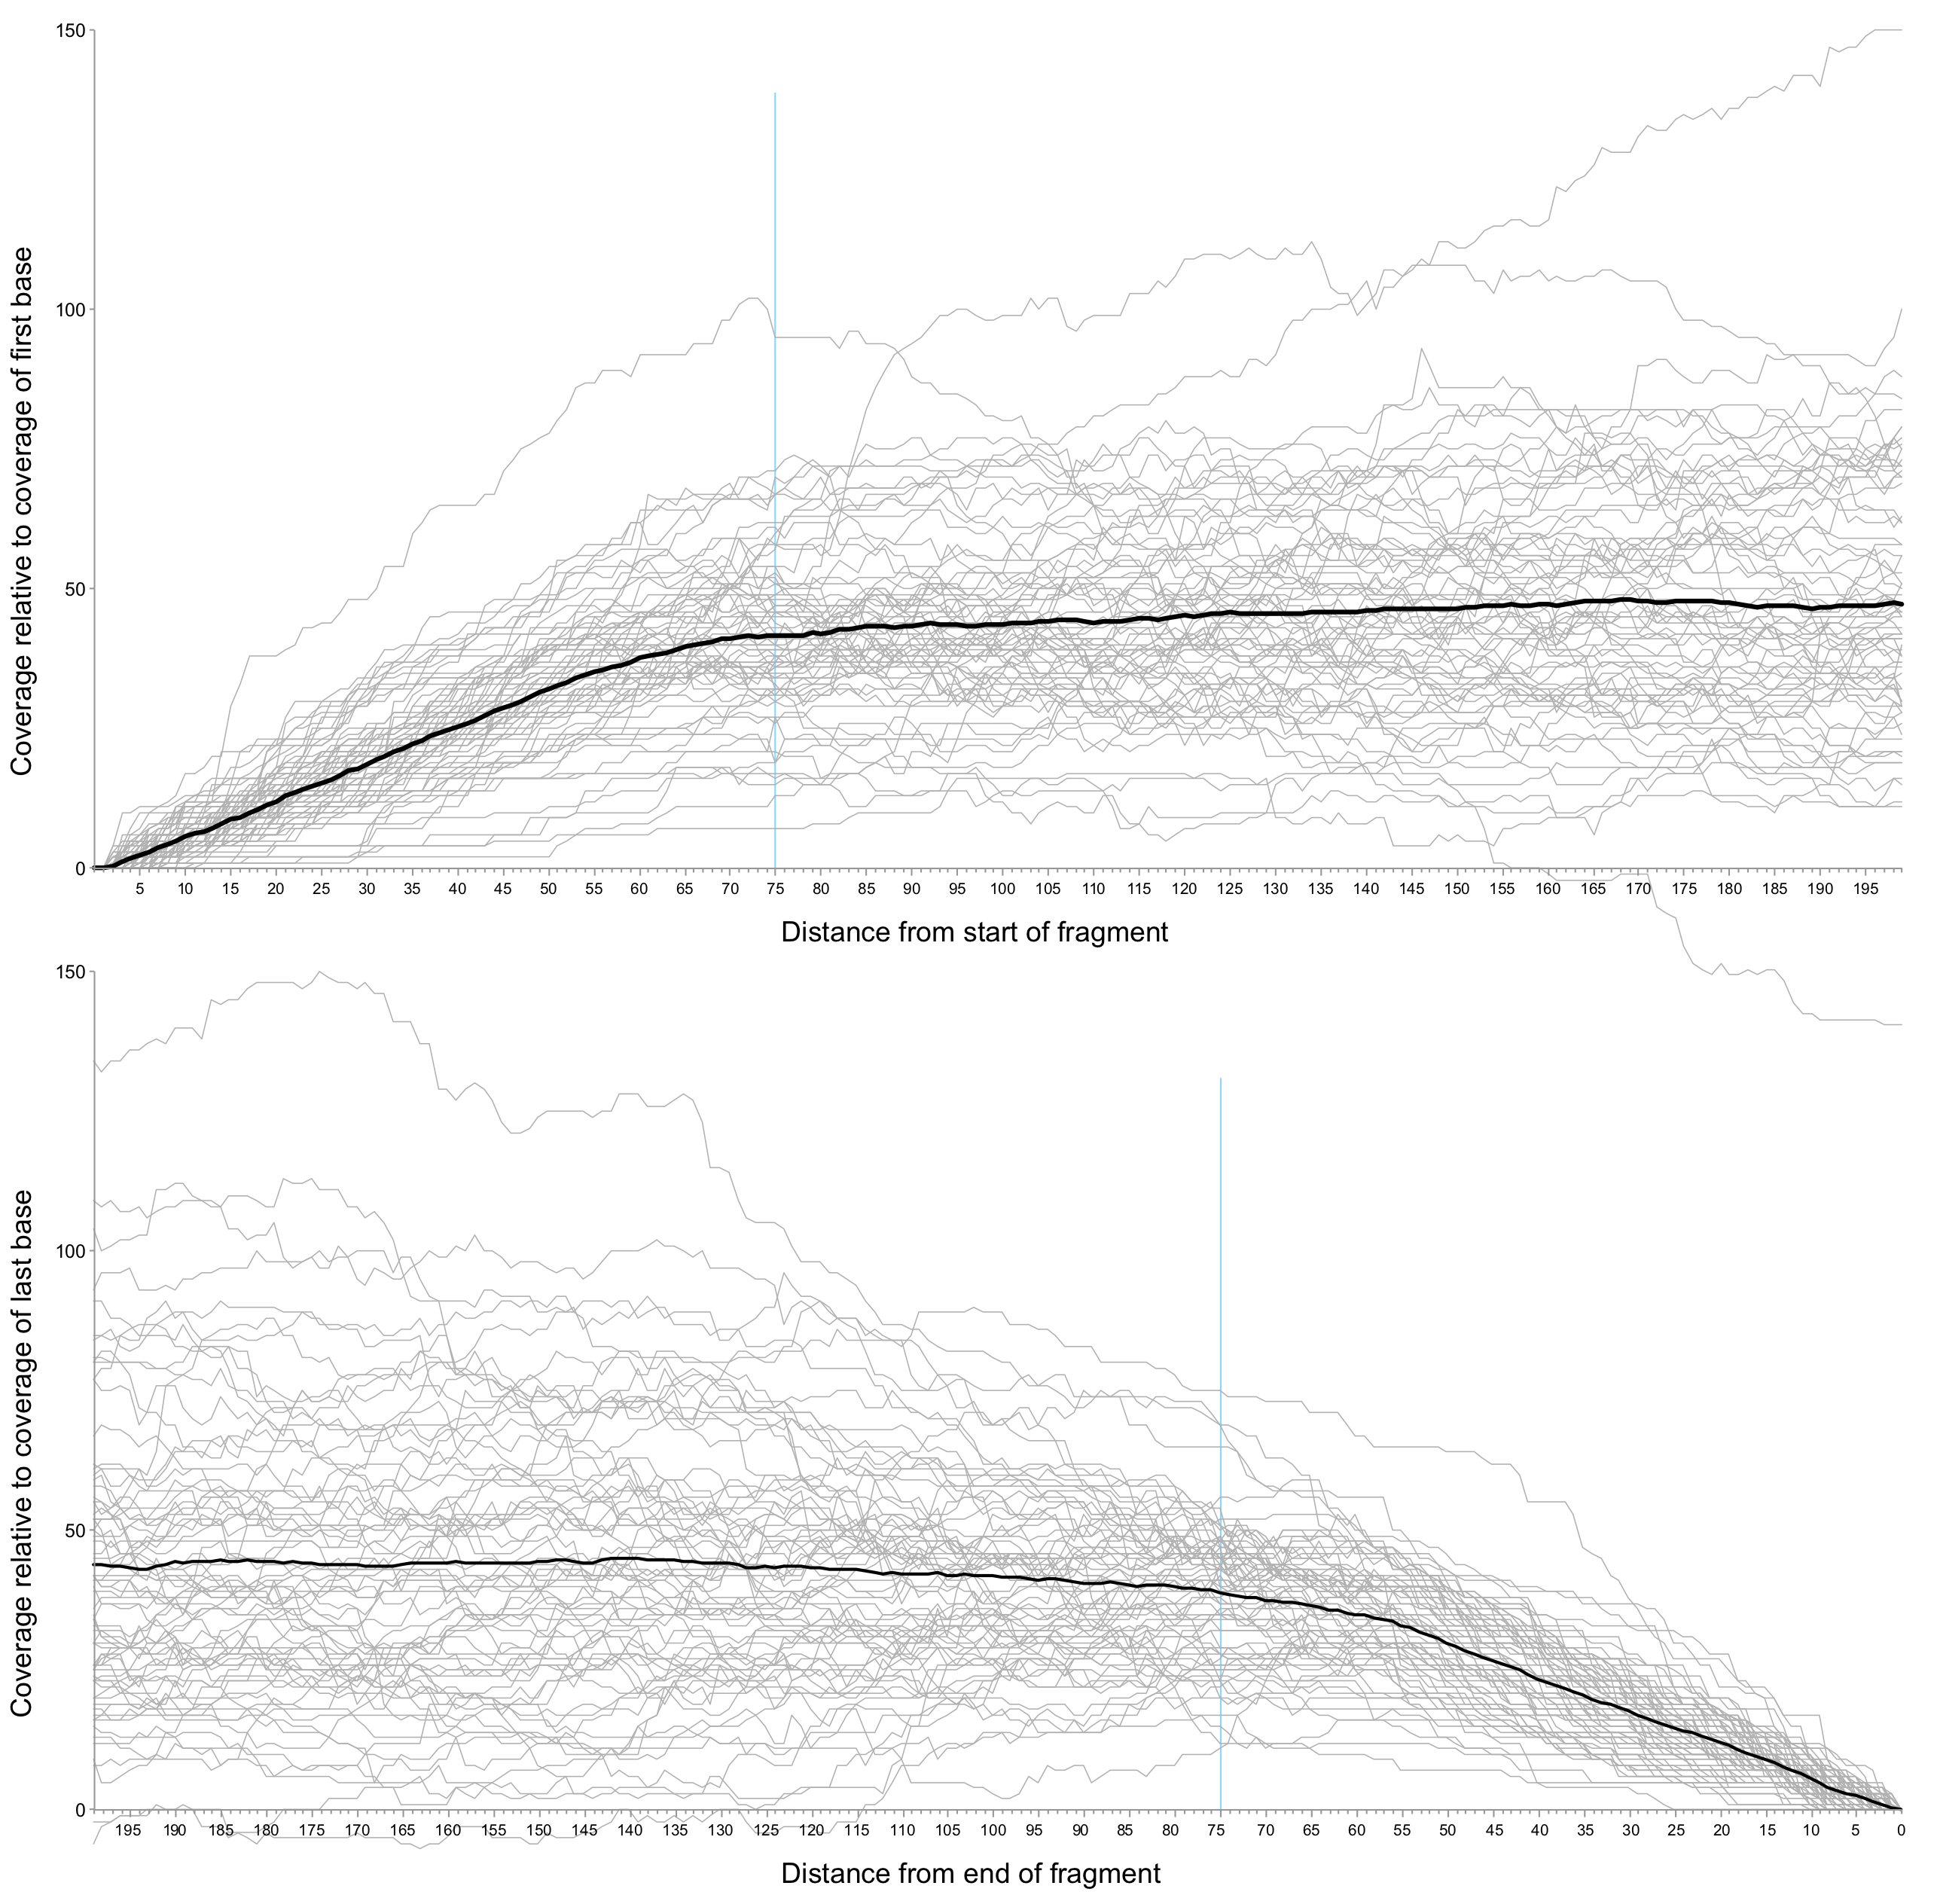 150
100
50
0
Coverage relative to coverage of first base
5 10 15 20 25 30 35 40 45 50 55 60 65 70 75 80 85 90 95 100 105 110 115 120 125 130 135 140 145 150 155 160 165 170 175 180 185 190 195
Distance from start of fragment
150
100
50
0
Coverage relative to coverage of last base
195 190 185 180 175 170 165 160 155 150 145 140 135 130 125 120 115 110 105 100 95 90 85 80 75 70 65 60 55 50 45 40 35 30 25 20 15 10 5 0
Distance from end of fragment